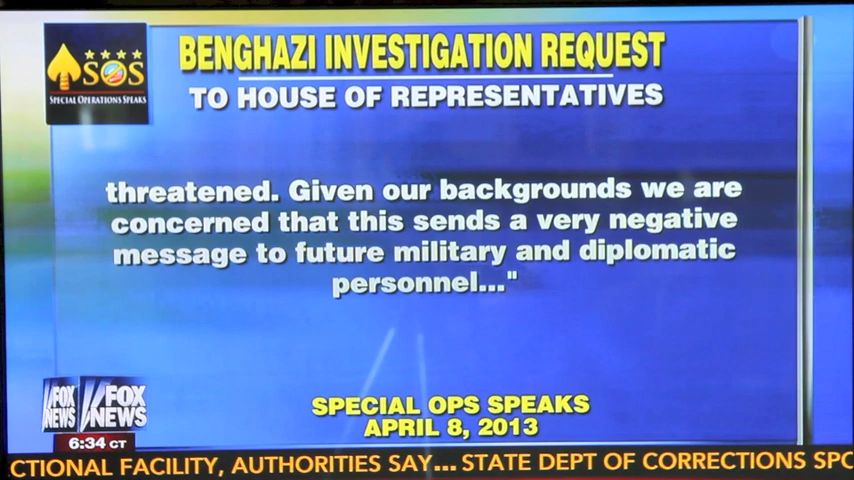 SOS
SPECIAL OPERATIONS SPEAKS
BENGHAZI INVESTIGATION REQUEST
TO HOUSE OF REPRESENTATIVES
threatened. Given our backgrounds we are
concerned that this sends a very negative
message to future military and diplomatic
personnel..."
SPECIAL OPS SPEAKS
APRIL 8, 2013
FOX NEWS
FOX NEWS
6:34 CT
CTIONAL FACILITY, AUTHORITIES SAY... STATE DEPT OF CORRECTIONS SPO